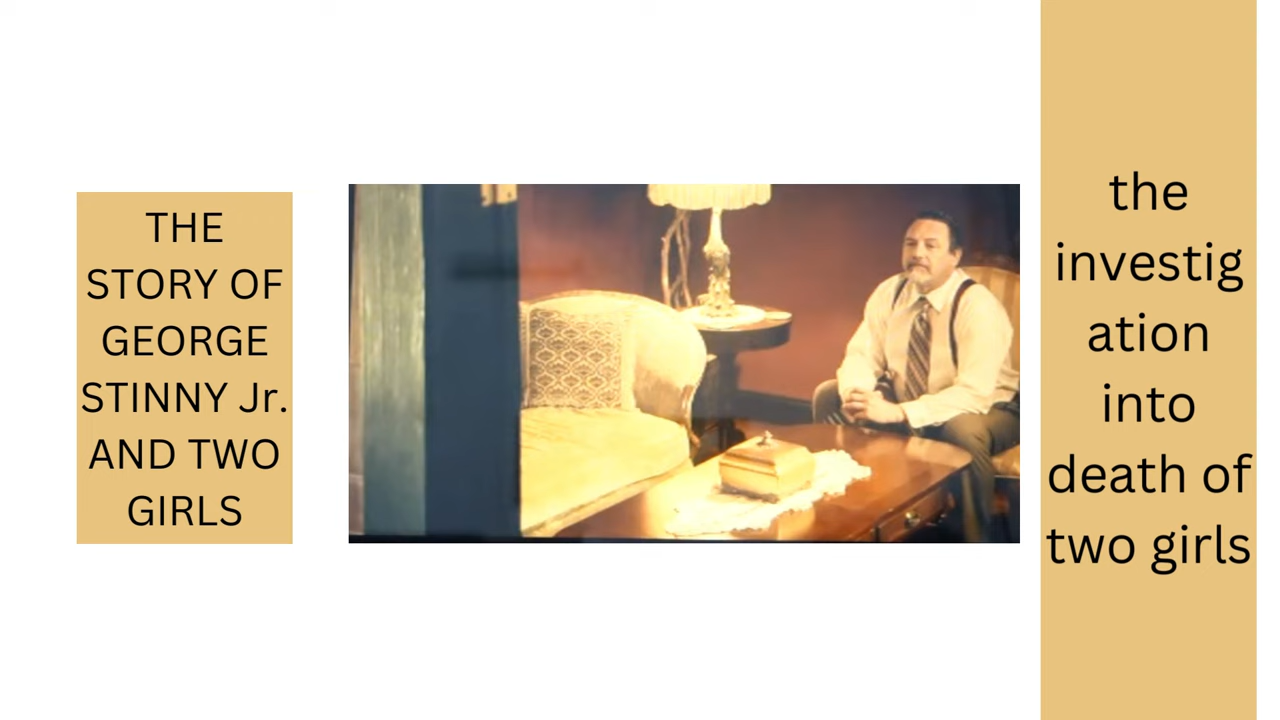 THE
STORY OF
GEORGE
STINNY Jr.
AND TWO
GIRLS
the
investig
ation
into
death of
two girls